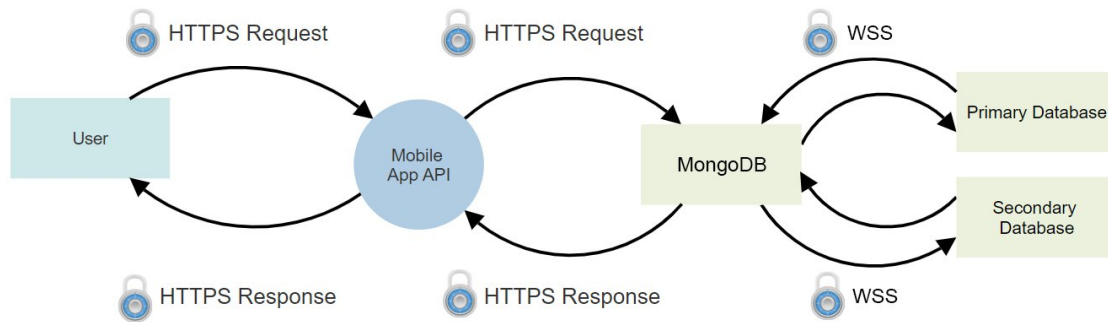 HTTPS Request
HTTPS Request
WSS
User
Mobile
App API
MongoDB
Primary Database
Secondary
Database
HTTPS Response
HTTPS Response
WSS